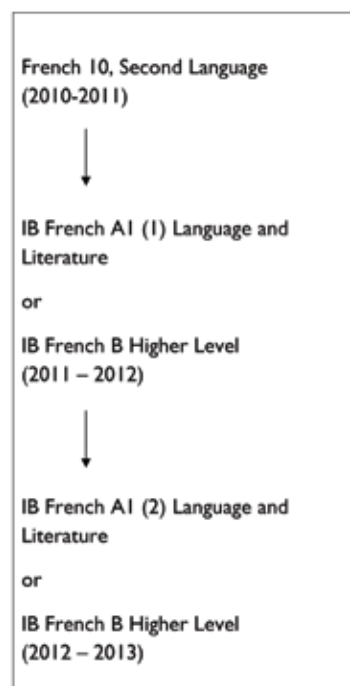 French 10, Second Language
(2010-2011)
IB French A1 (1) Language and
Literature
or
IB French B Higher Level
(2011 – 2012)
IB French A1 (2) Language and
Literature
or
IB French B Higher Level
(2012 – 2013)